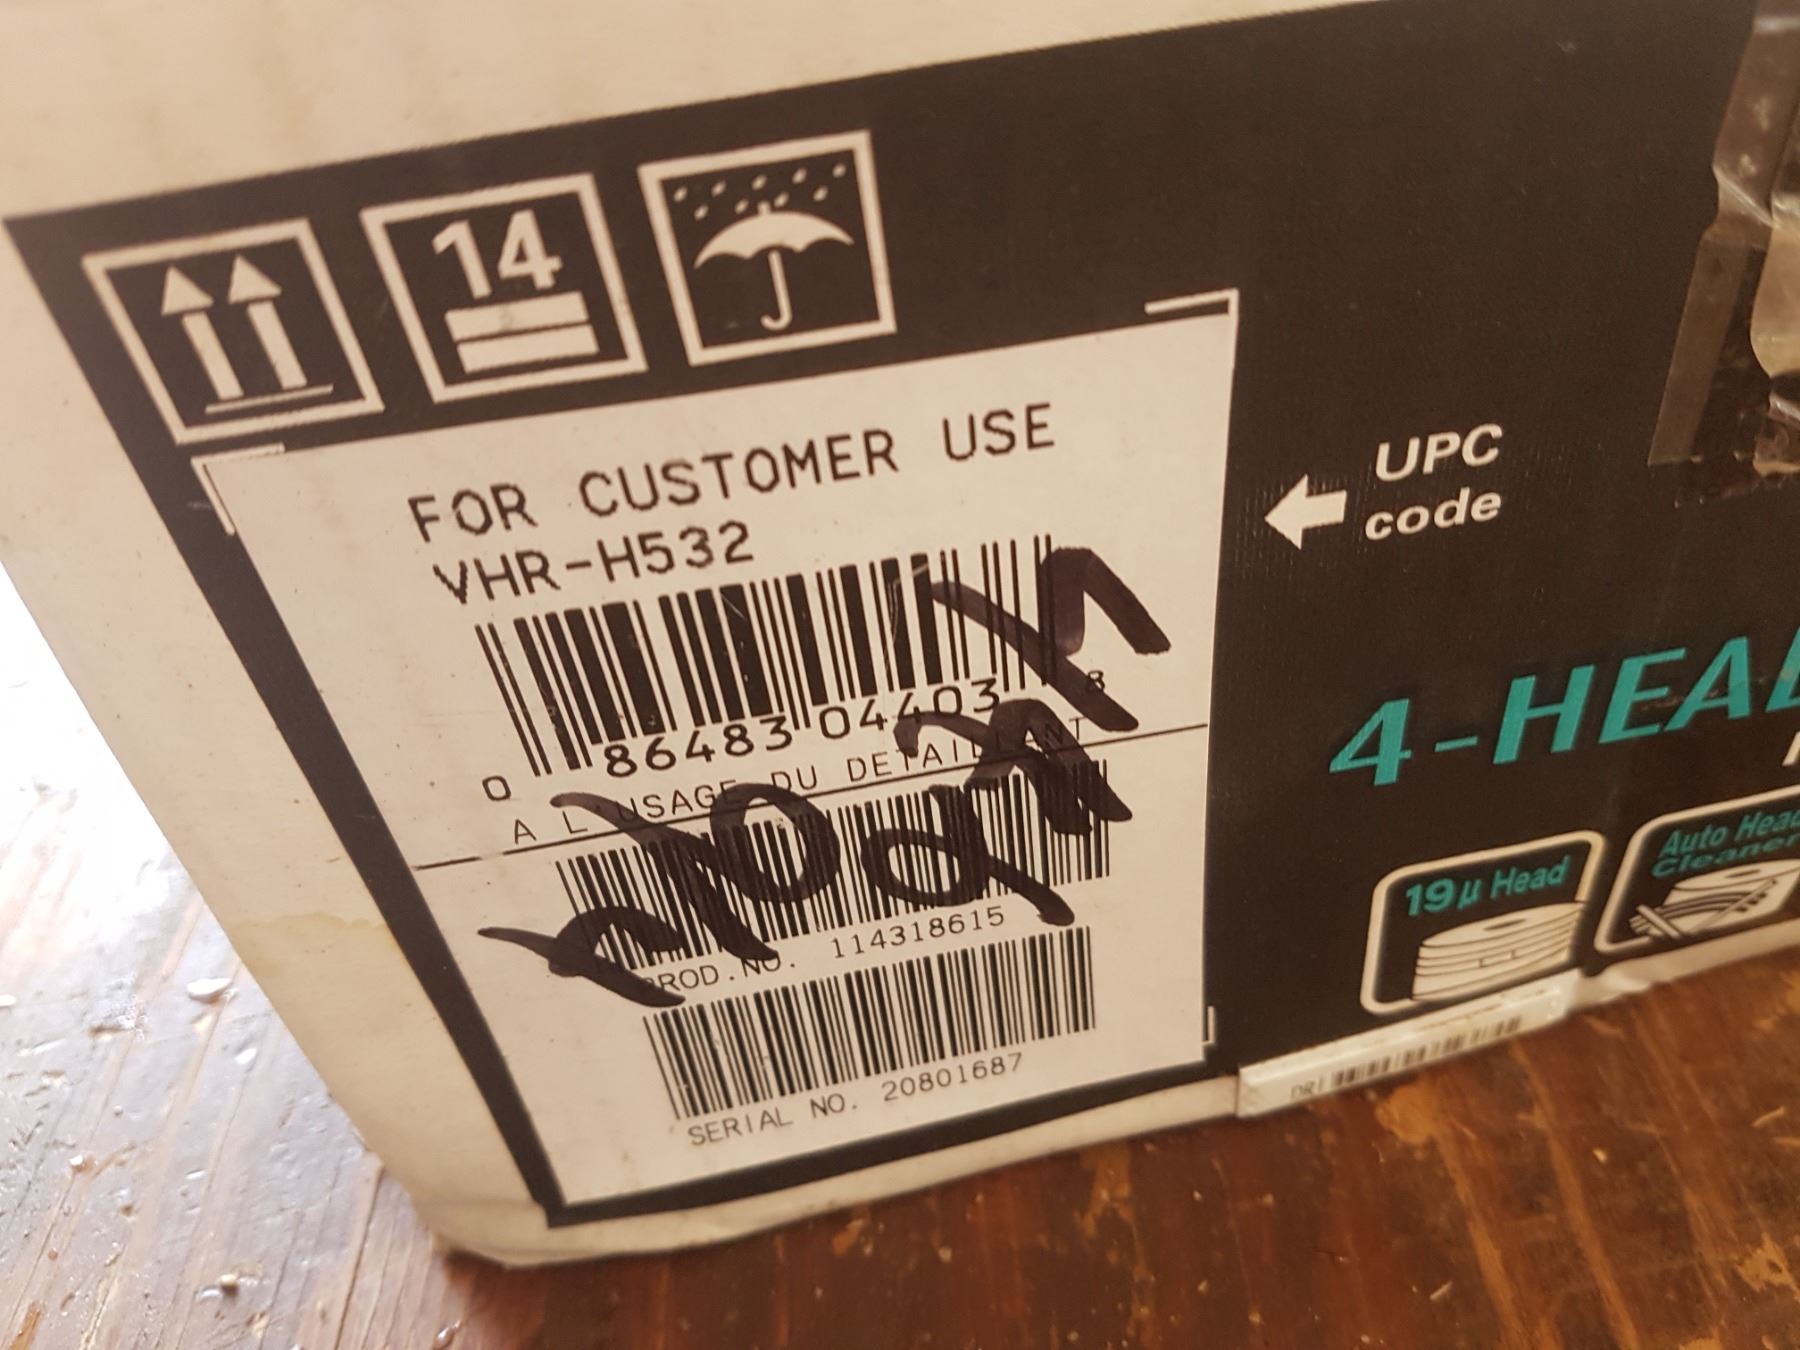 14
FOR CUSTOMER USE
VHR-H532
0 86483 04403 8
UPC
code
A L'USAGE DU DETAILLANT
PROD.NO. 114318615
SERIAL NO. 20801687
4-HEAD
19µ Head
Auto Head
Cleaner